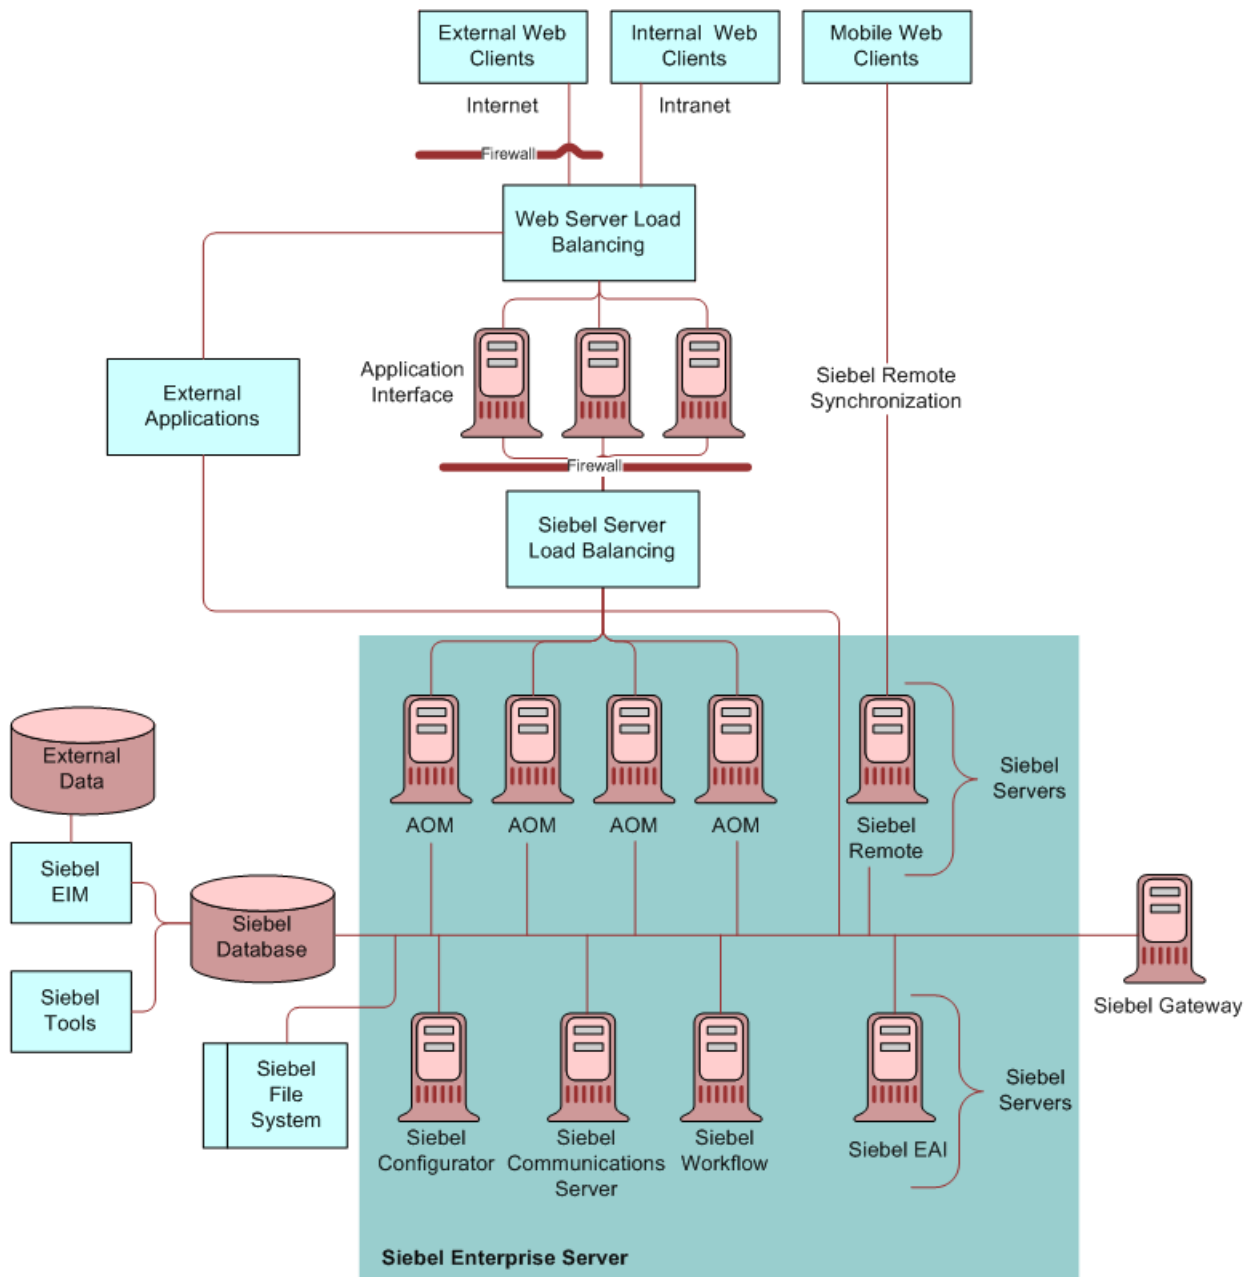 External Web
Clients
Internal Web
Clients
Mobile Web
Clients
Internet
Intranet
Firewall
Web Server Load
Balancing
Application
Interface
External
Applications
Siebel Remote
Synchronization
Firewall
Siebel Server
Load Balancing
External
Data
AOM
AOM
AOM
AOM
Siebel
Remote
Siebel
Servers
Siebel
EIM
Siebel
Database
Siebel
Tools
Siebel Gateway
Siebel
File
System
Siebel
Configurator
Siebel
Communications
Server
Siebel
Workflow
Siebel EAI
Siebel
Servers
Siebel Enterprise Server